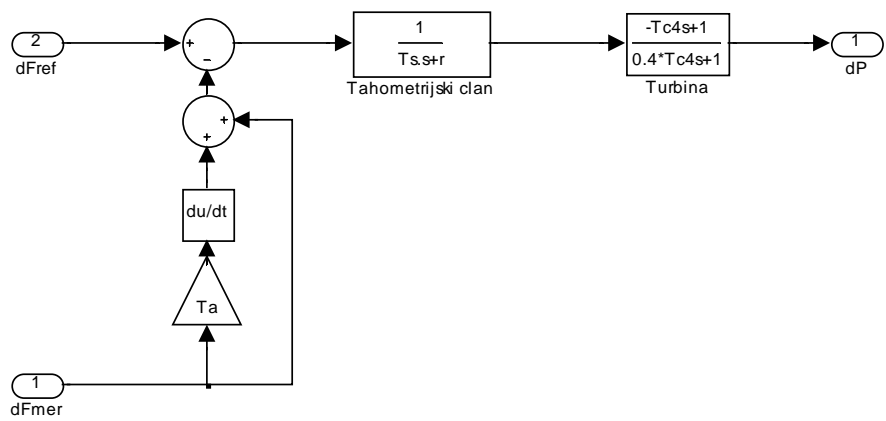 2
dFref
+
−
1
Ts.s+r
Tahometrijski clan
-Tc4s+1
0.4*Tc4s+1
Turbina
1
dP
+
+
du/dt
Ta
1
dFmer